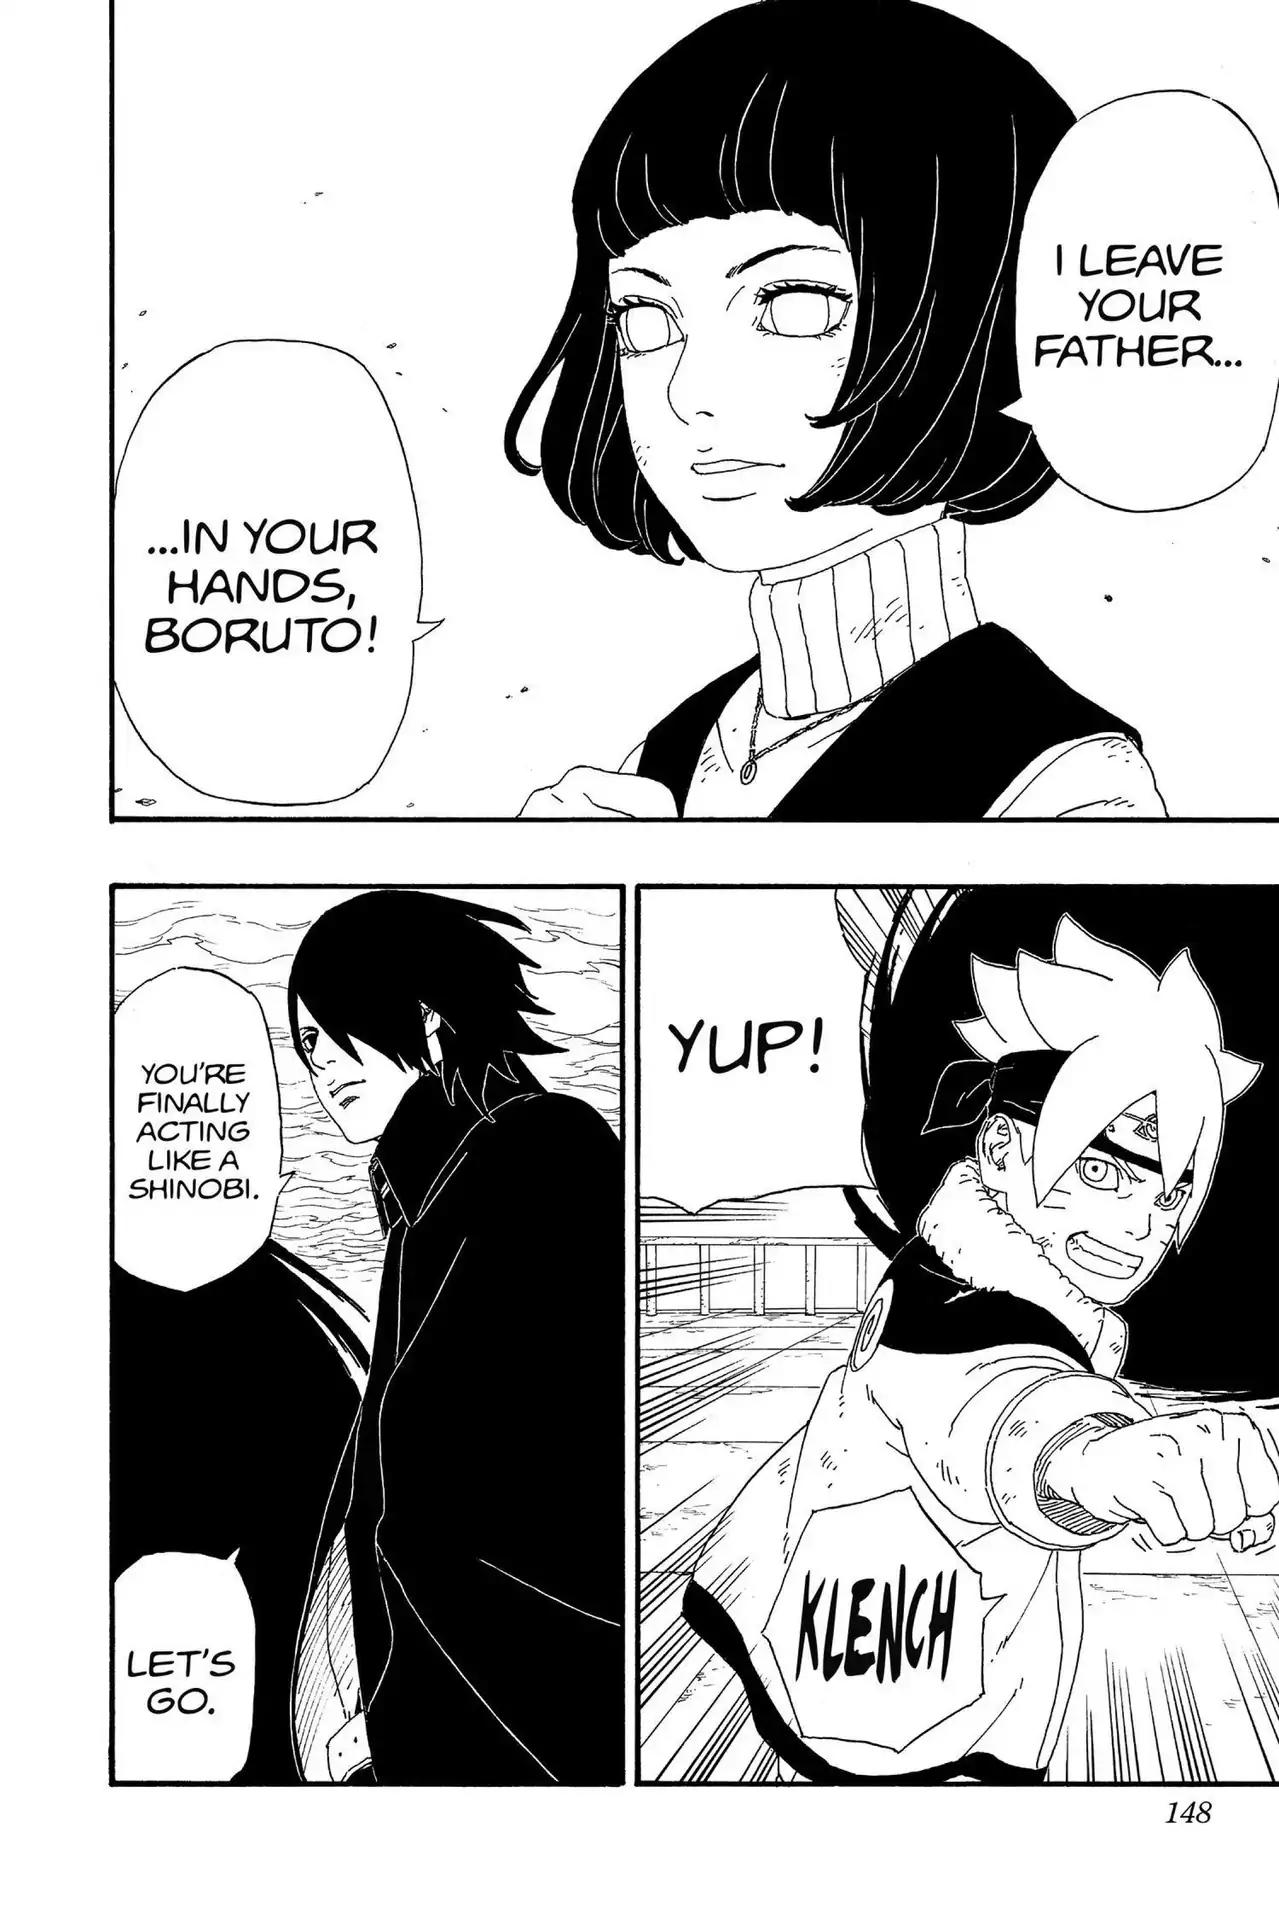 I LEAVE
YOUR
FATHER...
...IN YOUR
HANDS,
BORUTO!
YUP!
KLENCH
YOU'RE
FINALLY
ACTING
LIKE A
SHINOBI.
LET'S
GO.
148